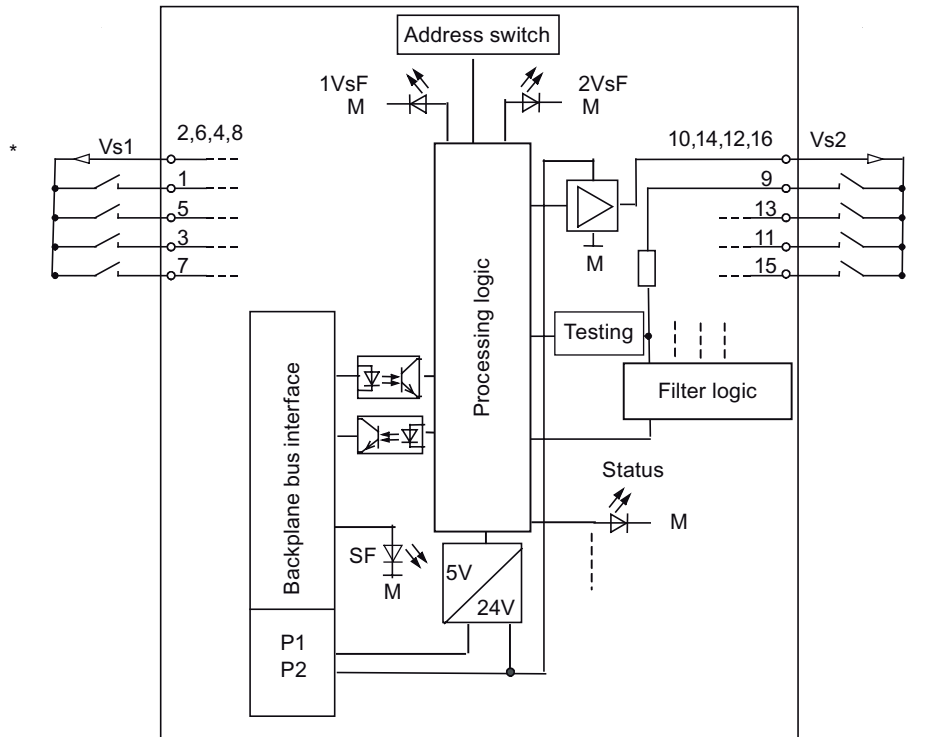 Address switch
1VsF
M
2VsF
M
*
Vs1
2,6,4,8
10,14,12,16
Vs2
1
9
5
13
3
11
7
15
M
Processing logic
Testing
Filter logic
Backplane bus interface
Status
M
SF
M
5V
24V
P1
P2